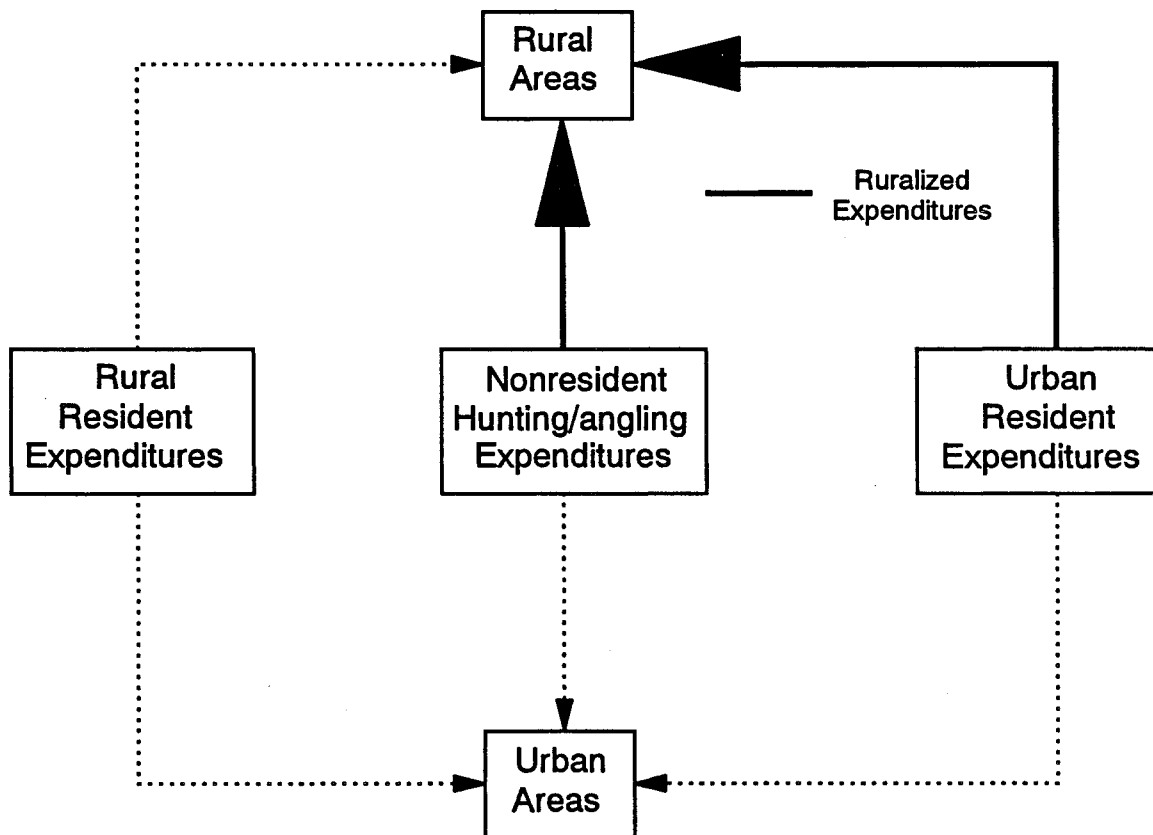 Rural
Areas
Ruralized
Expenditures
Rural
Resident
Expenditures
Nonresident
Hunting/angling
Expenditures
Urban
Resident
Expenditures
Urban
Areas